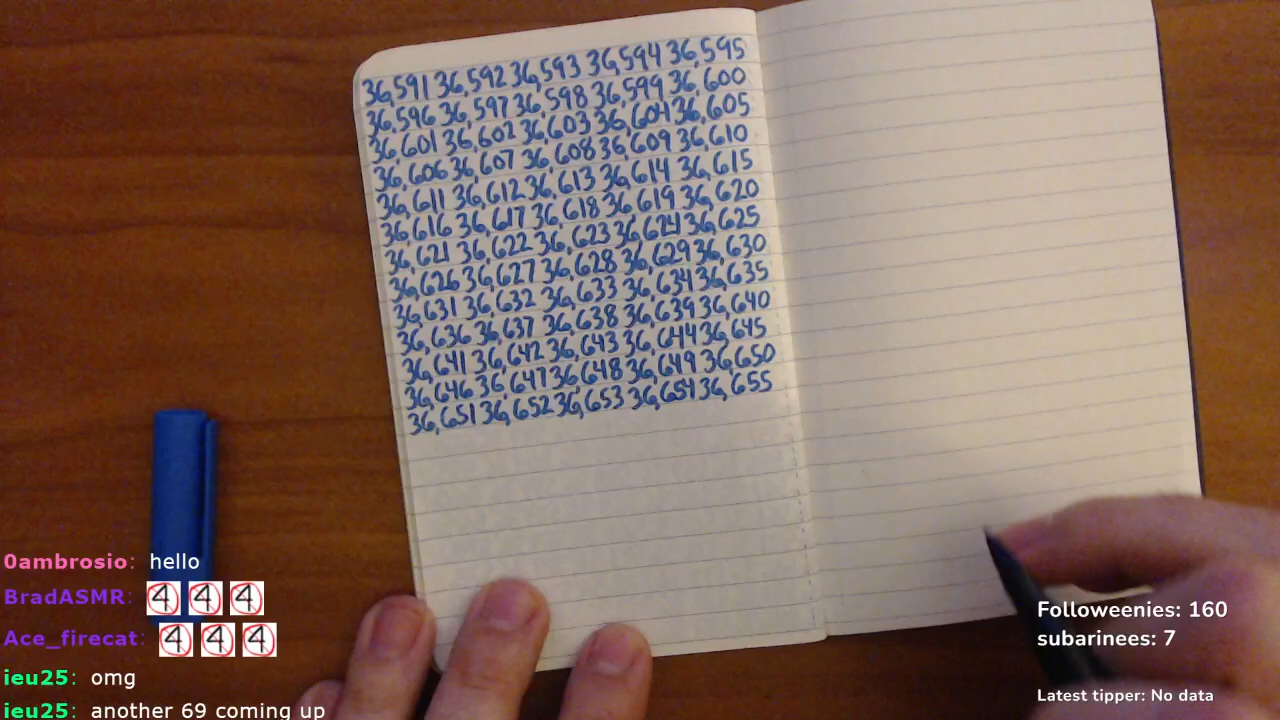 36,591 36,592 36,593 36,594 36,595
36,596 36,597 36,598 36,599 36,600
36,601 36,602 36,603 36,604 36,605
36,606 36,607 36,608 36,609 36,610
36,611 36,612 36,613 36,614 36,615
36,616 36,617 36,618 36,619 36,620
36,621 36,622 36,623 36,624 36,625
36,626 36,627 36,628 36,629 36,630
36,631 36,632 36,633 36,634 36,635
36,636 36,637 36,638 36,639 36,640
36,641 36,642 36,643 36,644 36,645
36,646 36,647 36,648 36,649 36,650
36,651 36,652 36,653 36,654 36,655
0ambrosio: hello
BradASMR: 4 4 4
Ace_firecat: 4 4 4
ieu25: omg
ieu25: another 69 coming up
Followeenies: 160
subarinees: 7
Latest tipper: No data